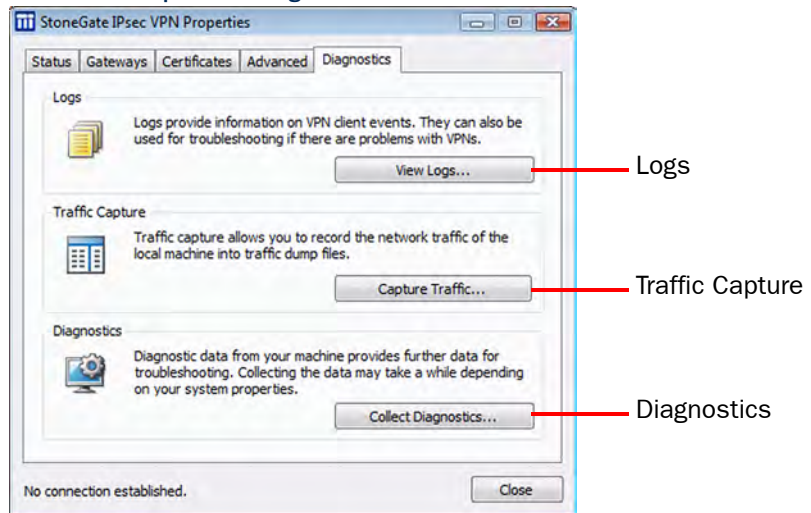 StoneGate IPsec VPN Properties
Status Gateways Certificates Advanced Diagnostics
Logs
Logs provide information on VPN client events. They can also be
used for troubleshooting if there are problems with VPNs.
View Logs...
Logs
Traffic Capture
Traffic capture allows you to record the network traffic of the
local machine into traffic dump files.
Capture Traffic...
Traffic Capture
Diagnostics
Diagnostic data from your machine provides further data for
troubleshooting. Collecting the data may take a while depending
on your system properties.
Collect Diagnostics...
Diagnostics
No connection established.
Close